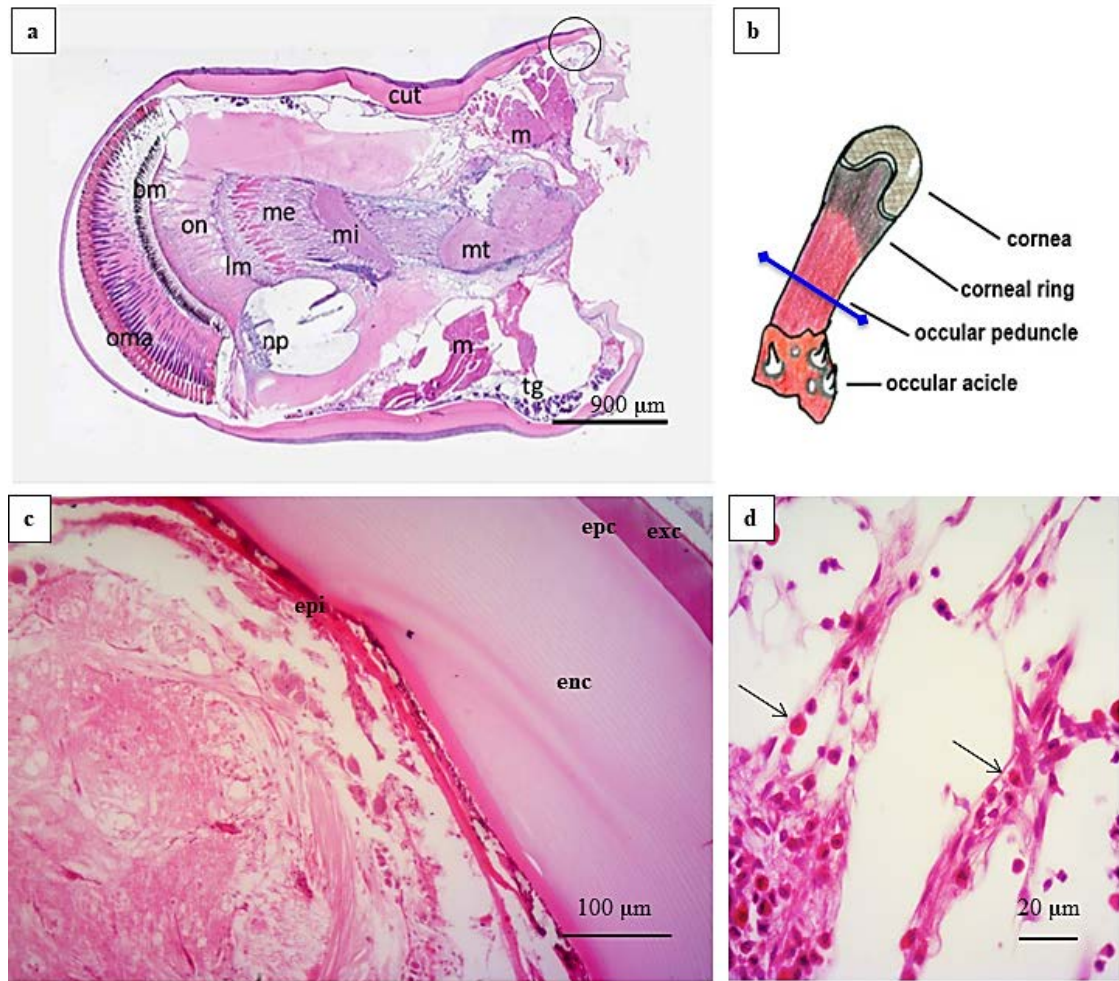 a
cut
m
bm
on
me
mi
mt
lm
oma
np
m
tg
900 µm
b
cornea
corneal ring
occular peduncle
occular acicle
c
epc
exc
epi
enc
100 µm
d
20 µm